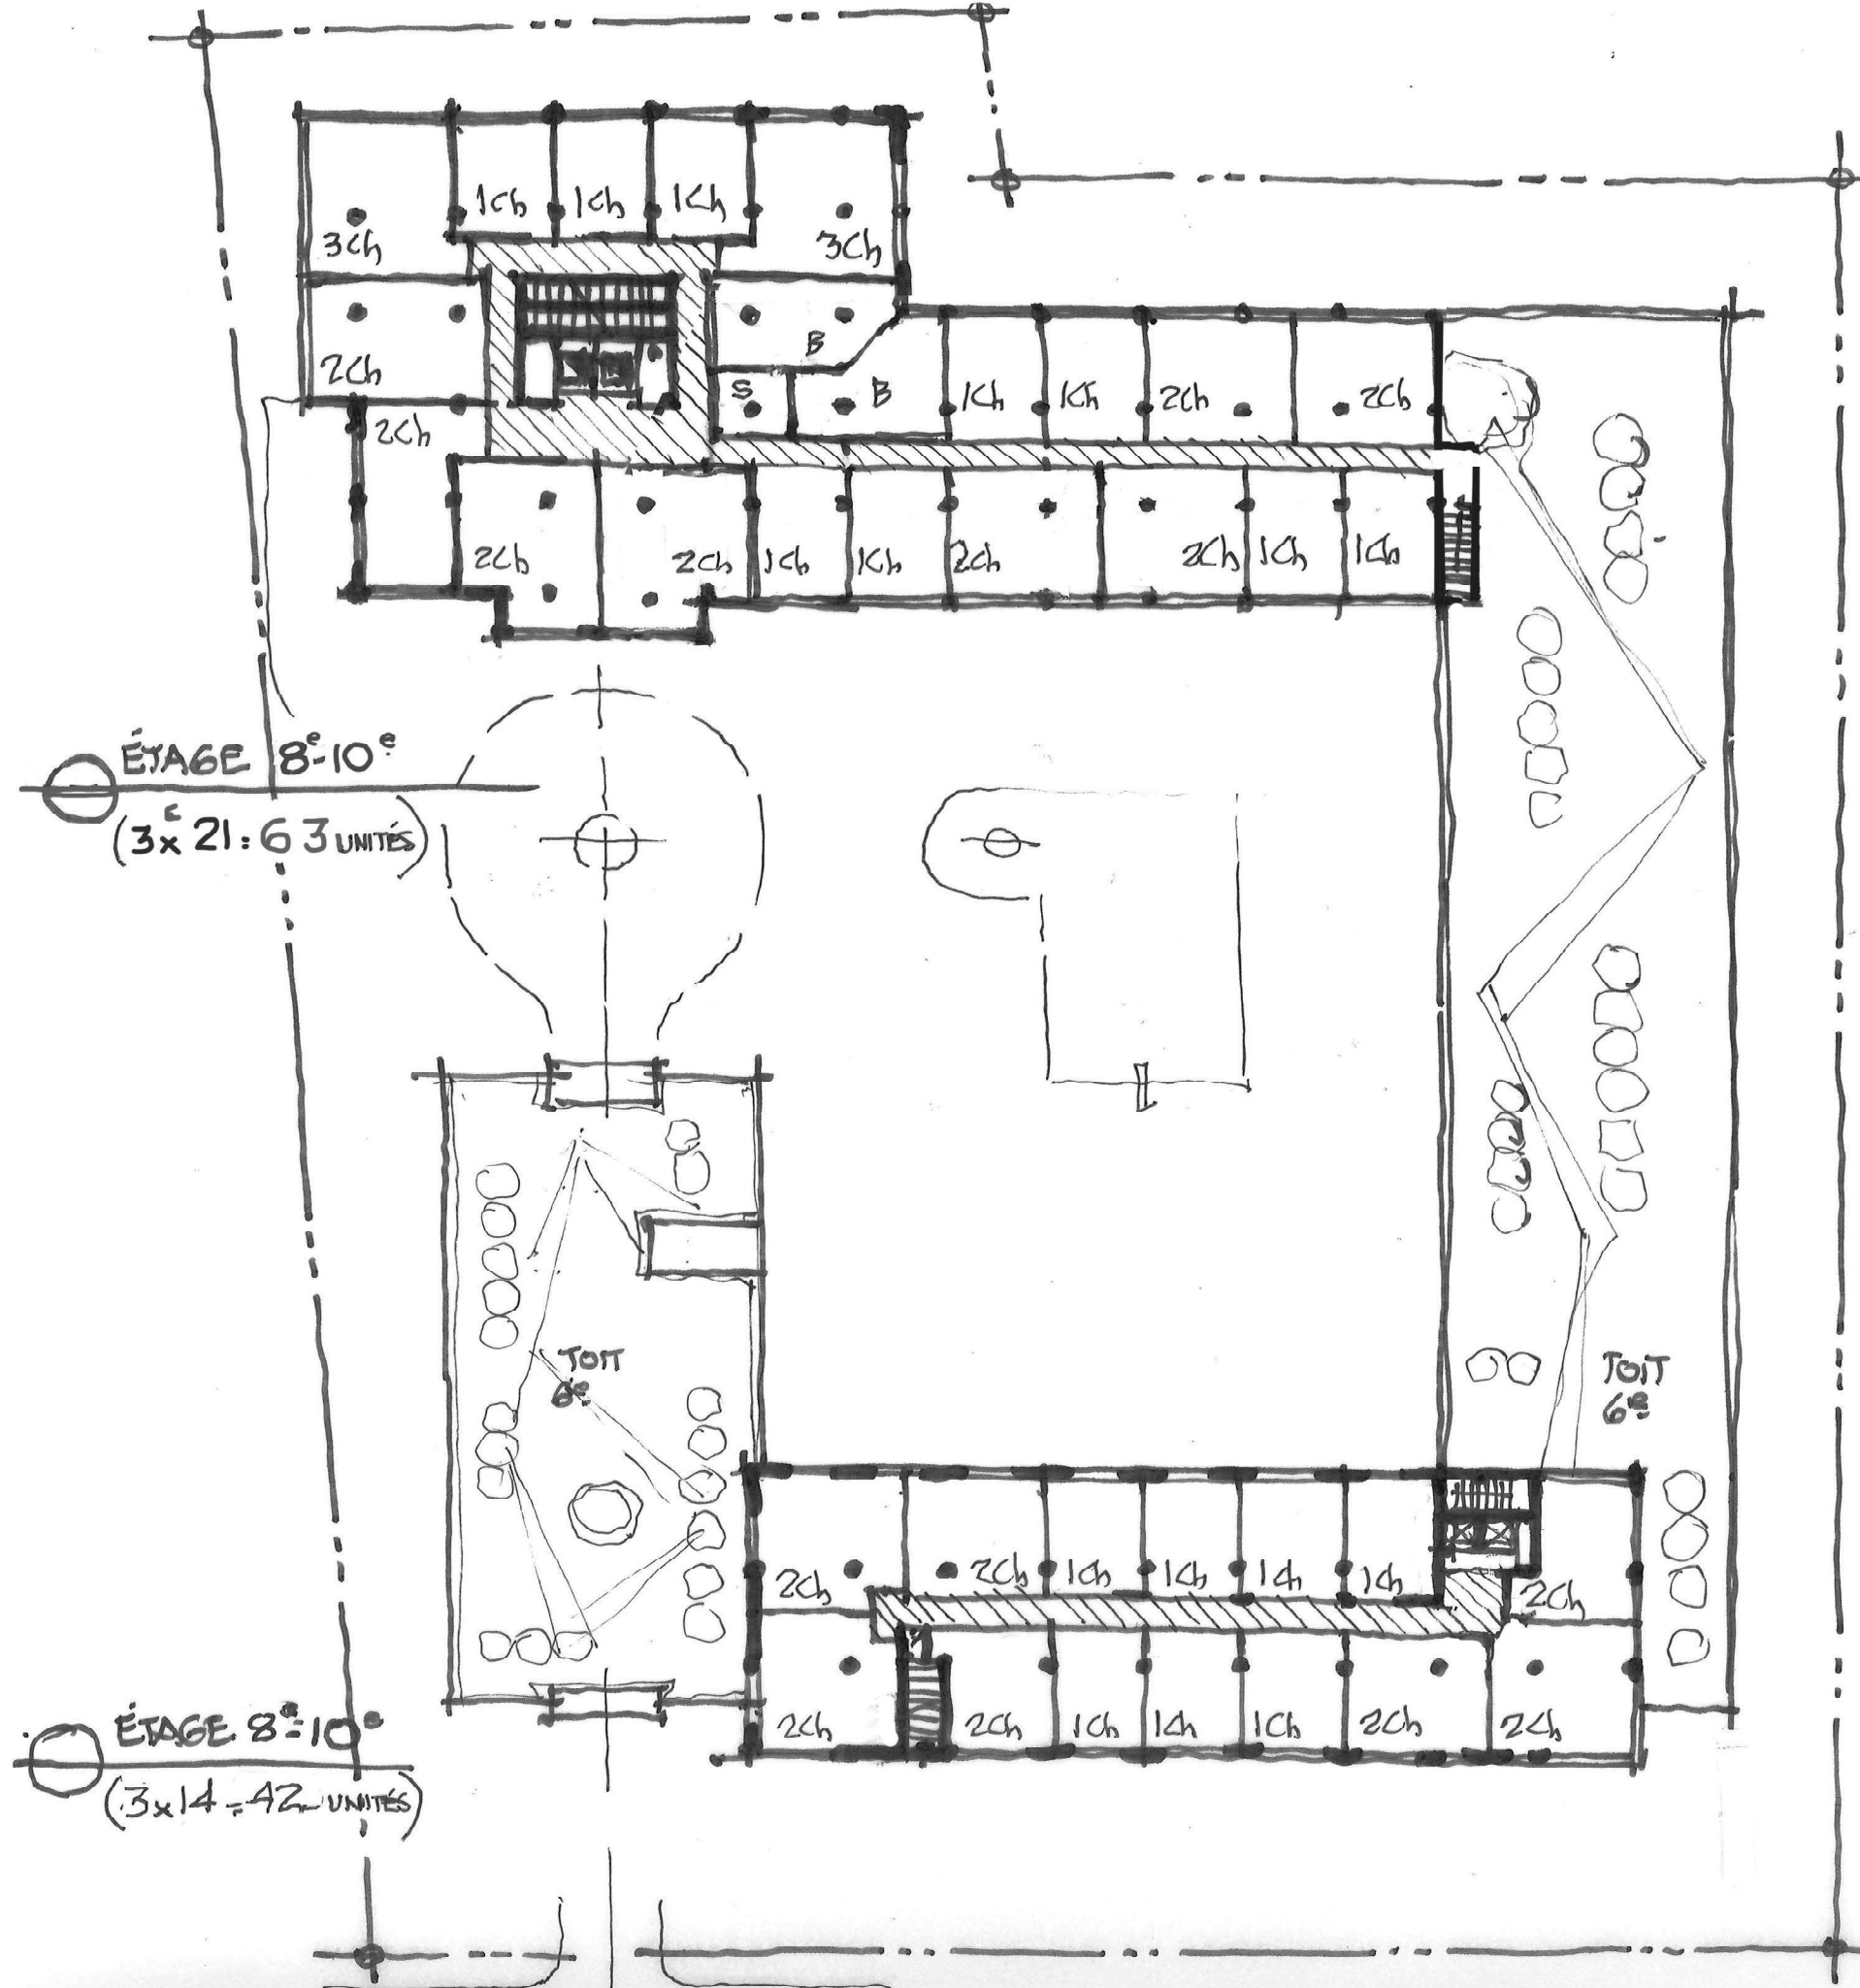 1Ch 1Ch 1Ch
3Ch 3Ch
2Ch B
S B 1Ch 1Ch 2Ch 2Ch
2Ch
2Ch 2Ch 1Ch 1Ch 2Ch 2Ch 1Ch 1Ch
ÉTAGE 8e-10e
(3x 21 = 63 UNITÉS)
TOIT
6e
TOIT
6e
2Ch 2Ch 1Ch 1Ch 1Ch 1Ch 2Ch
2Ch 2Ch 1Ch 1Ch 1Ch 2Ch 2Ch
ÉTAGE 8e-10e
(3x14 = 42 UNITÉS)